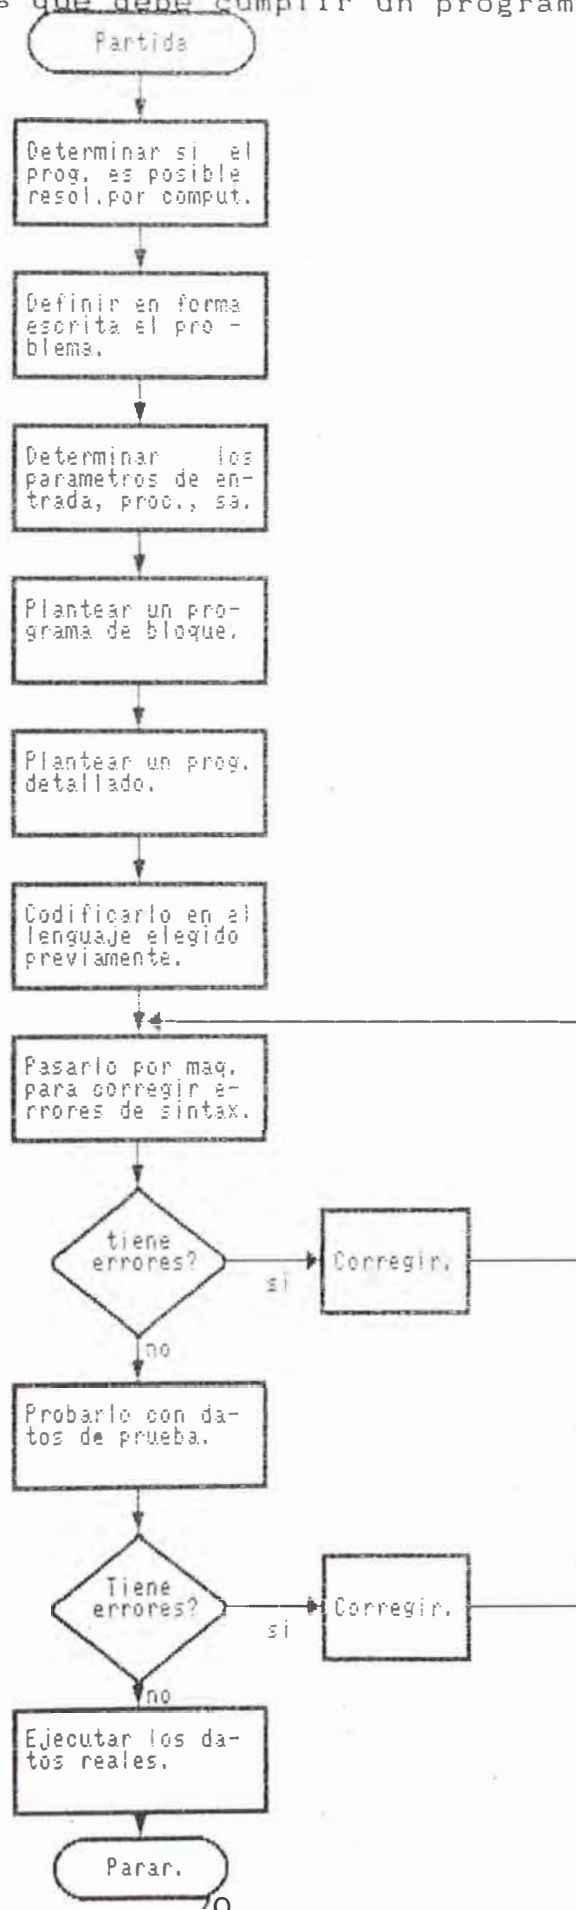 que debe cumplir un program
Partida
Determinar si el
prog. es posible
resol.por comput.
Definir en forma
escrita el pro -
blema.
Determinar los
parametros de en-
trada, proc., sa.
Plantear un pro-
grama de bloque.
Plantear un prog.
detallado.
Codificarlo en el
lenguaje elegido
previamente.
Pasarlo por maq.
para corregir e-
rrores de sintax.
tiene
errores?
si
Corregir.
no
Probarlo con da-
tos de prueba.
Tiene
errores?
si
Corregir.
no
Ejecutar los da-
tos reales.
Parar.